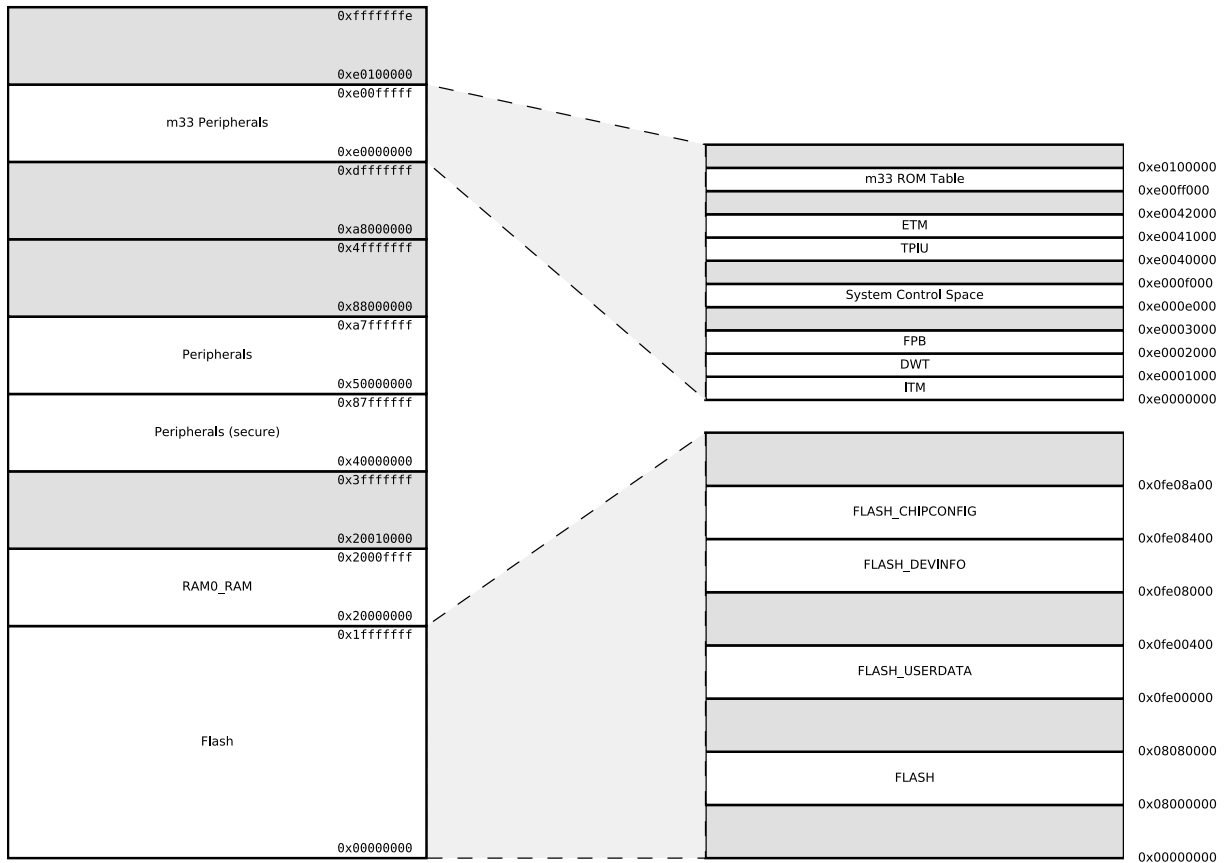 0xfffffffe
0xe0100000
0xe00fffff
m33 Peripherals
0xe0000000
0xdfffffff
0xa8000000
0x4fffffff
0x88000000
0xa7ffffff
Peripherals
0x50000000
0x87ffffff
Peripherals (secure)
0x40000000
0x3fffffff
0x20010000
0x2000ffff
RAM0_RAM
0x20000000
0x1fffffff
Flash
0x00000000
0xe0100000
m33 ROM Table
0xe00ff000
0xe0042000
ETM
0xe0041000
TPIU
0xe0040000
0xe000f000
System Control Space
0xe000e000
0xe0003000
FPB
0xe0002000
DWT
0xe0001000
ITM
0xe0000000
0x0fe08a00
FLASH_CHIPCONFIG
0x0fe08400
FLASH_DEVINFO
0x0fe08000
0x0fe00400
FLASH_USERDATA
0x0fe00000
0x08080000
FLASH
0x08000000
0x00000000